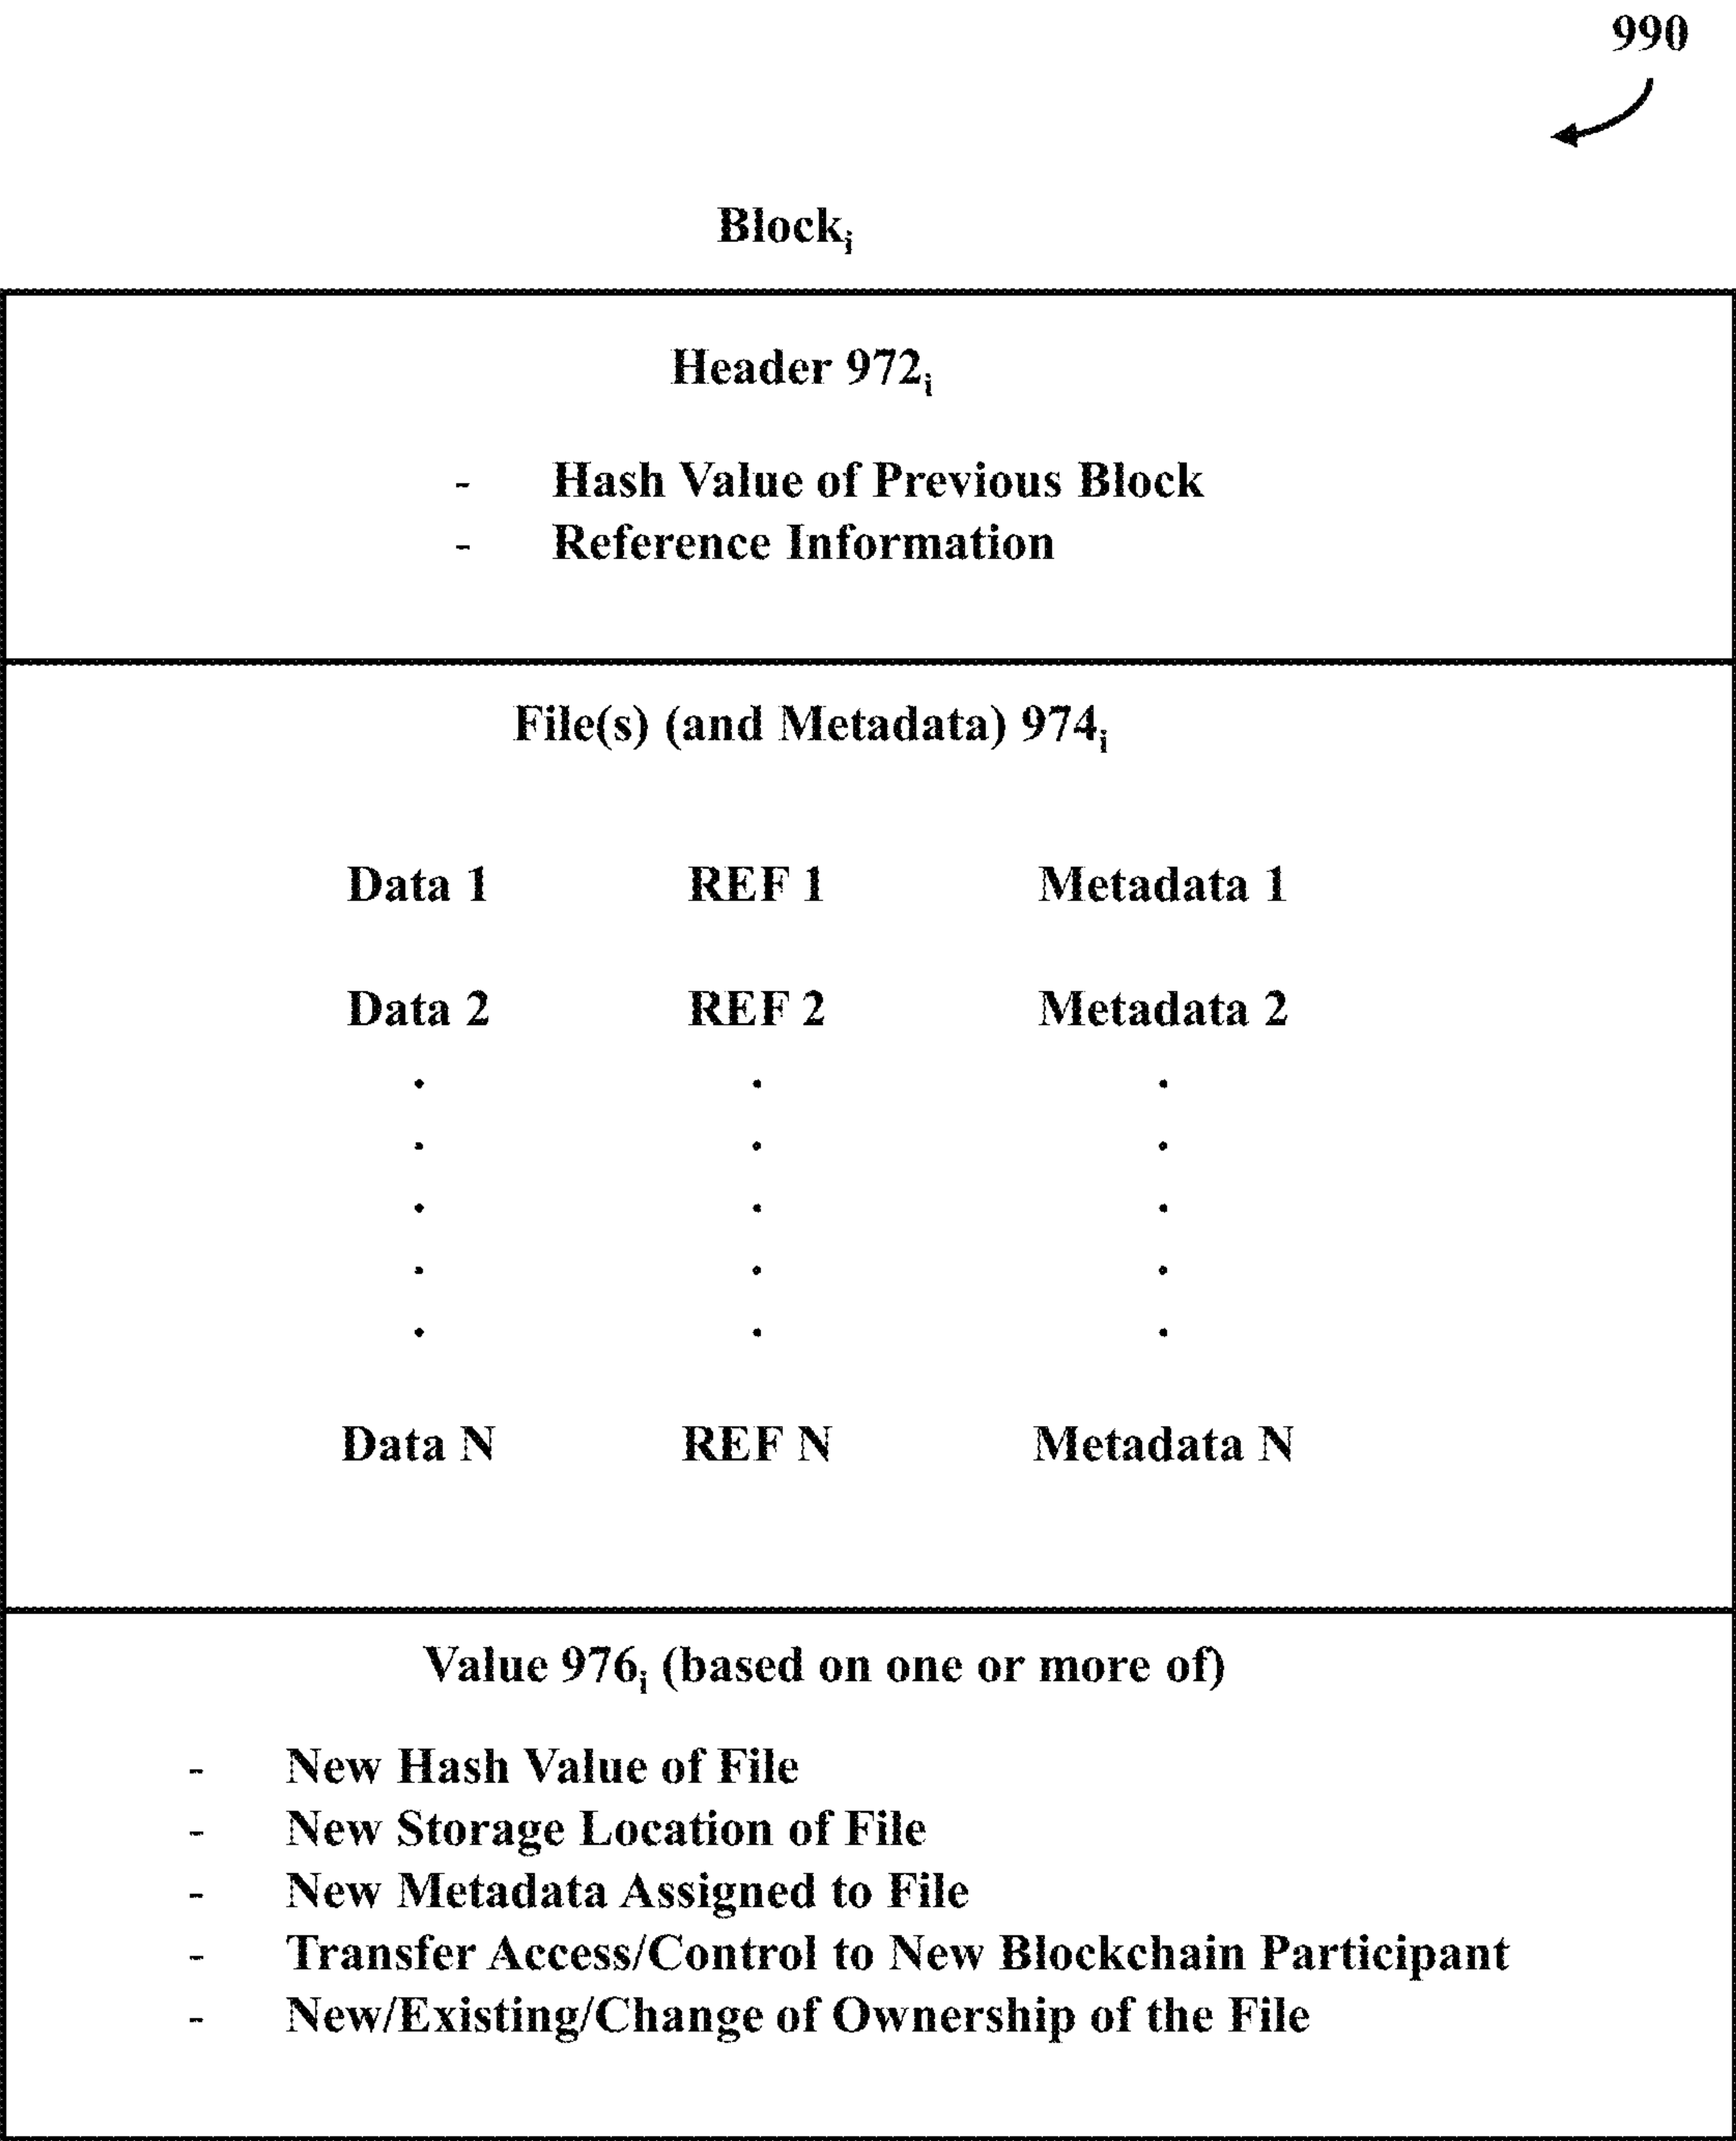 990
Blockᵢ
Header 972ᵢ
- Hash Value of Previous Block
- Reference Information
File(s) (and Metadata) 974ᵢ
Data 1 REF 1 Metadata 1
Data 2 REF 2 Metadata 2
. . .
. . .
. . .
. . .
. . .
Data N REF N Metadata N
Value 976ᵢ (based on one or more of)
- New Hash Value of File
- New Storage Location of File
- New Metadata Assigned to File
- Transfer Access/Control to New Blockchain Participant
- New/Existing/Change of Ownership of the File